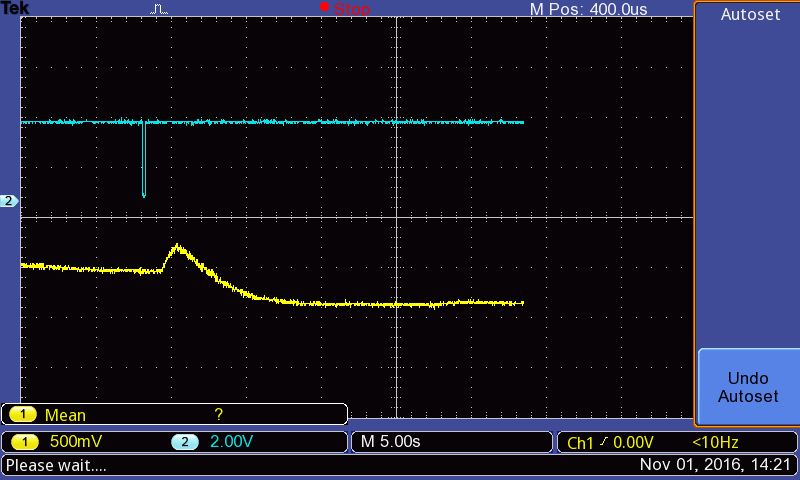 Tek Stop M Pos: 400.0us
Autoset
2
Undo
Autoset
1 Mean ?
1 500mV 2 2.00V M 5.00s Ch1 0.00V <10Hz
Please wait.... Nov 01, 2016, 14:21